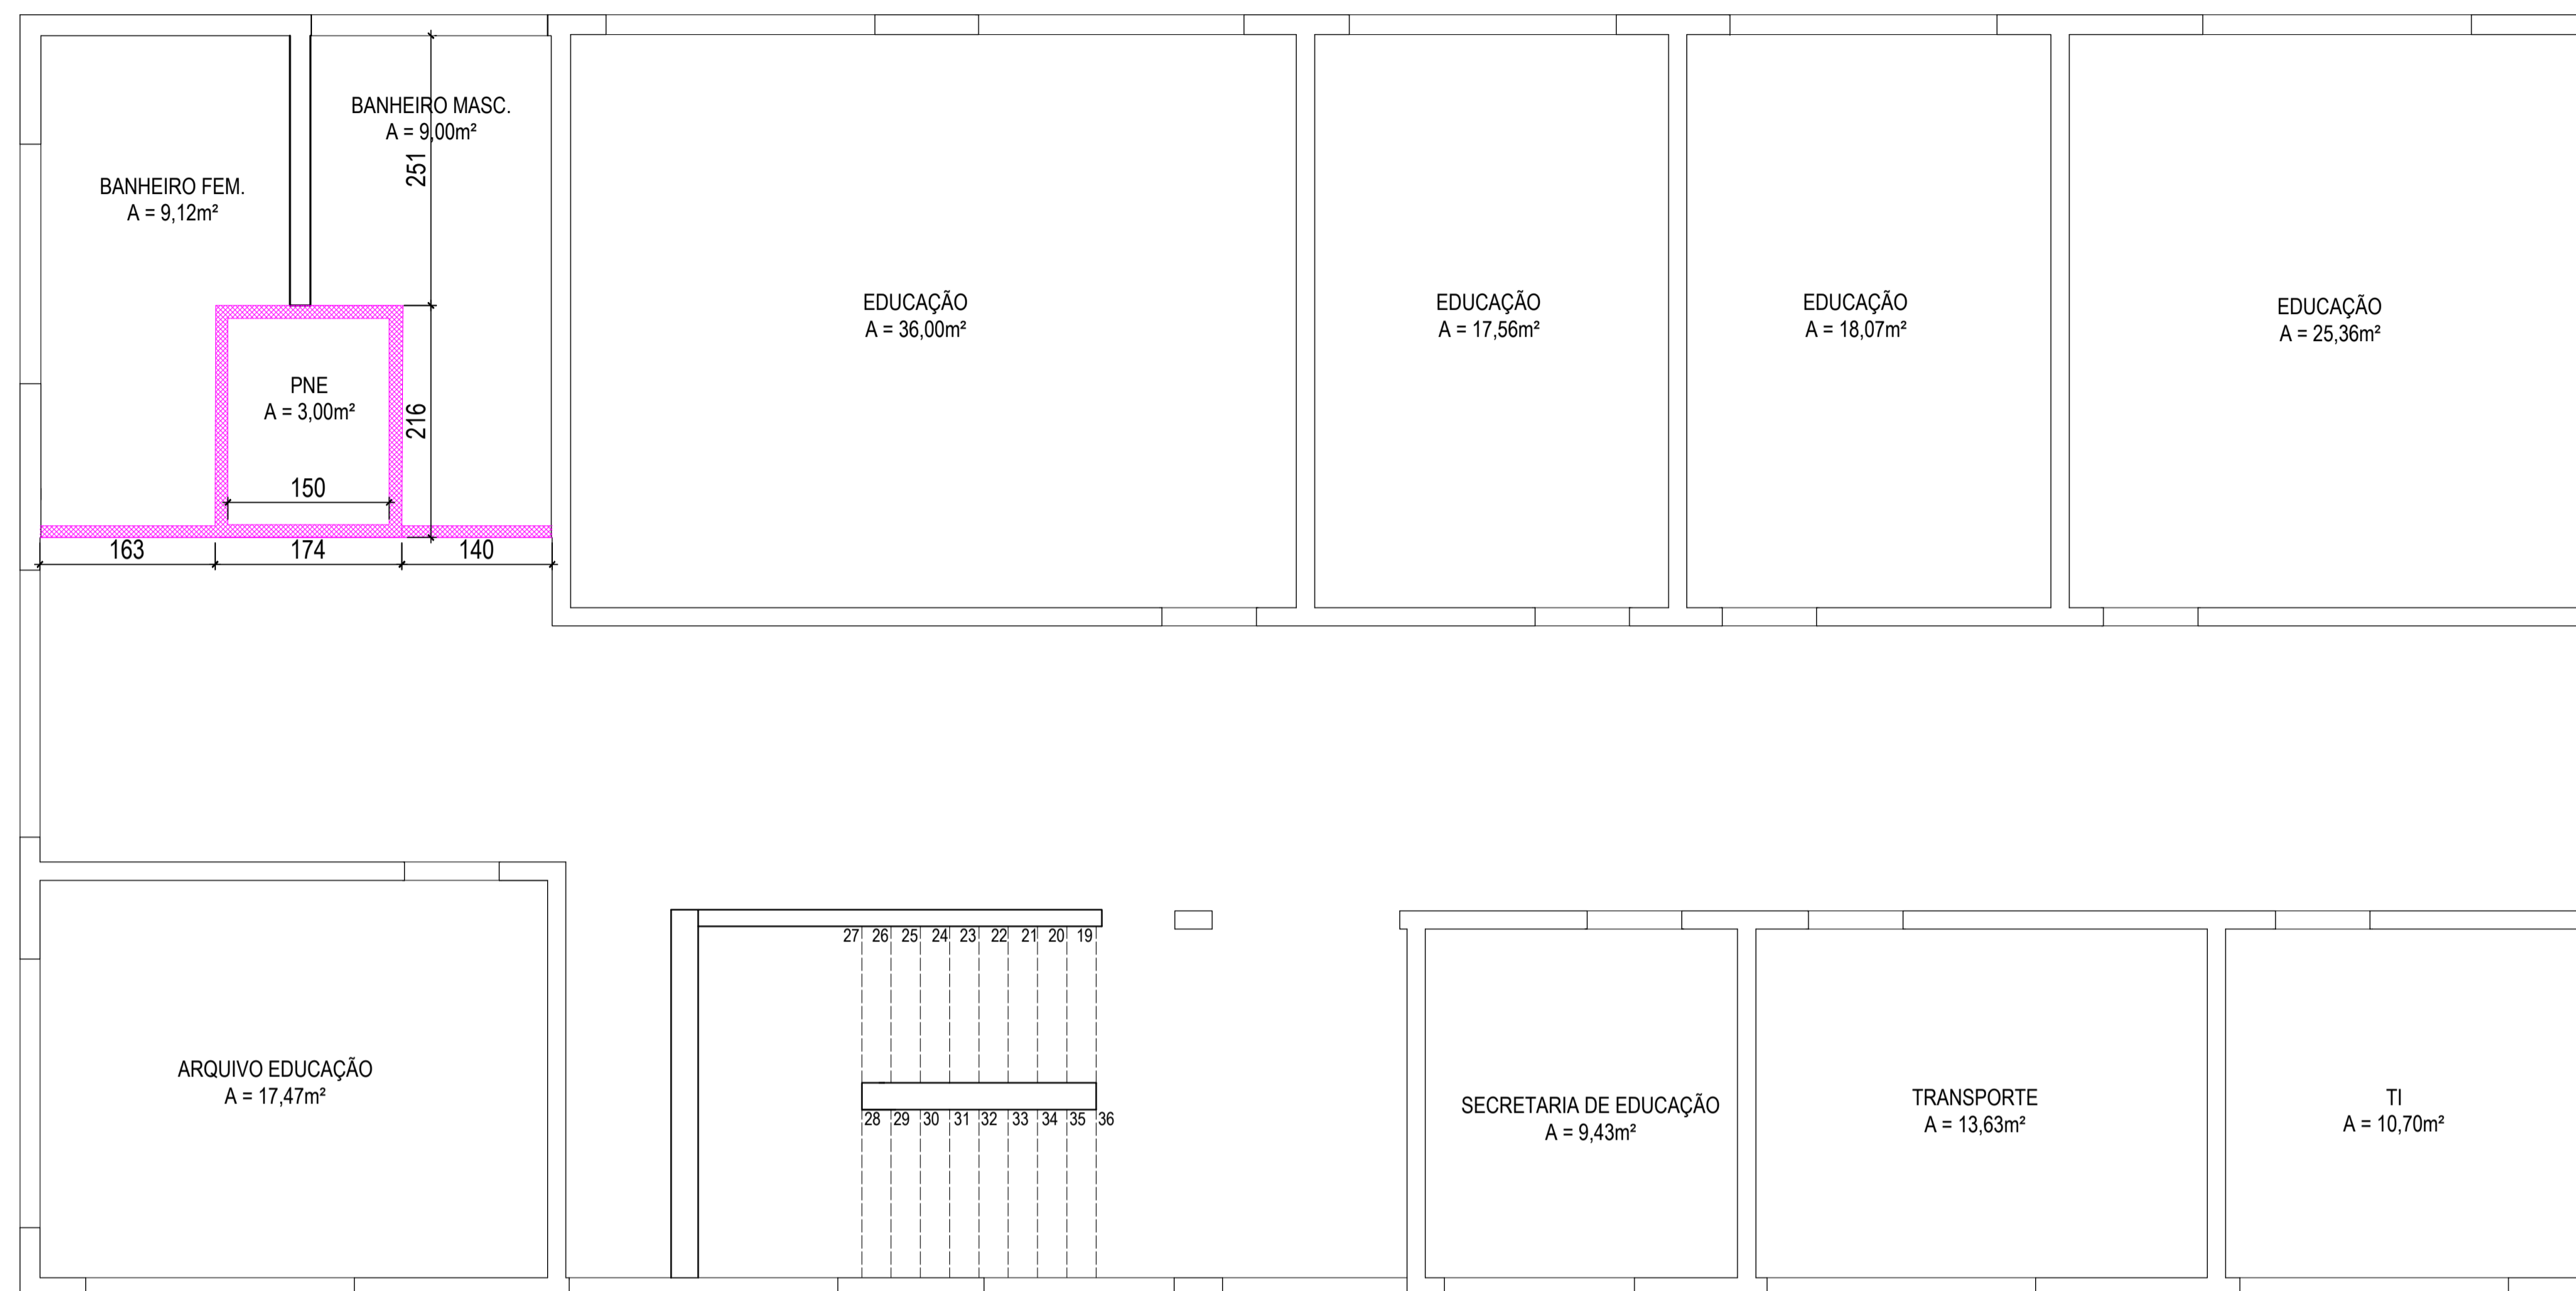 BANHEIRO MASC.
A = 9,00m²
251
BANHEIRO FEM.
A = 9,12m²
EDUCAÇÃO
A = 36,00m²
EDUCAÇÃO
A = 17,56m²
EDUCAÇÃO
A = 18,07m²
EDUCAÇÃO
A = 25,36m²
PNE
A = 3,00m²
216
150
163
174
140
27 26 25 24 23 22 21 20 19
28 29 30 31 32 33 34 35 36
ARQUIVO EDUCAÇÃO
A = 17,47m²
SECRETARIA DE EDUCAÇÃO
A = 9,43m²
TRANSPORTE
A = 13,63m²
TI
A = 10,70m²